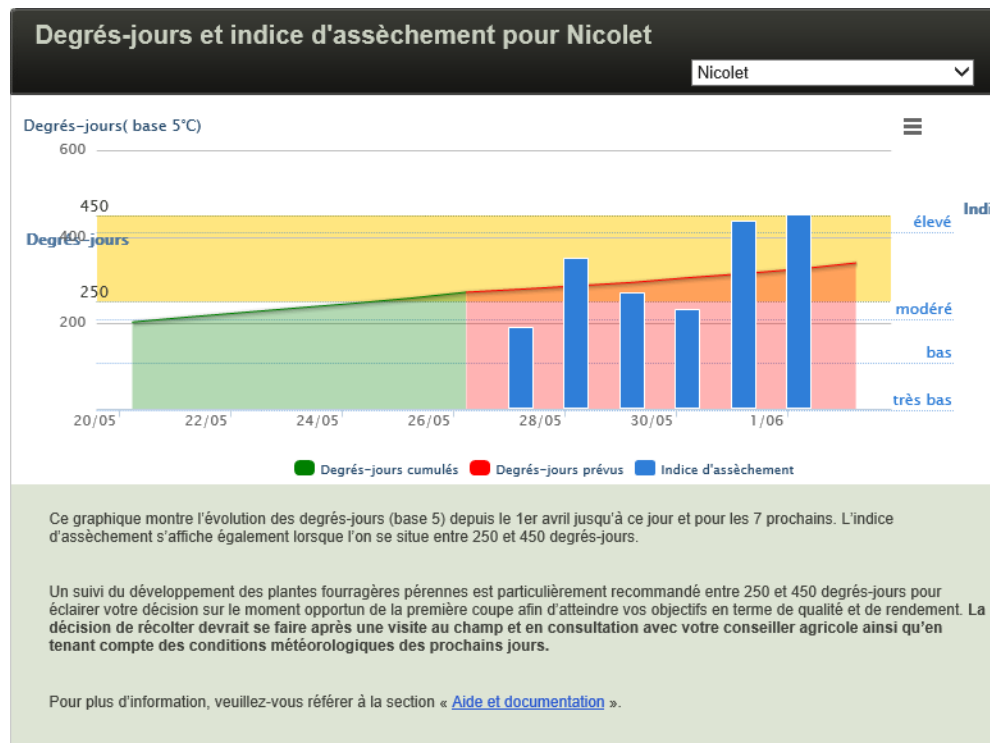 Degrés-jours et indice d'assèchement pour Nicolet
Nicolet
Degrés-jours( base 5°C)
600
450
Indi
élevé
Degrés-jours
400
250
modéré
200
bas
très bas
20/05 22/05 24/05 26/05 28/05 30/05 1/06
Degrés-jours cumulés Degrés-jours prévus Indice d'assèchement
Ce graphique montre l'évolution des degrés-jours (base 5) depuis le 1er avril jusqu'à ce jour et pour les 7 prochains. L'indice
d'assèchement s'affiche également lorsque l'on se situe entre 250 et 450 degrés-jours.
Un suivi du développement des plantes fourragères pérennes est particulièrement recommandé entre 250 et 450 degrés-jours pour
éclairer votre décision sur le moment opportun de la première coupe afin d'atteindre vos objectifs en terme de qualité et de rendement. La
décision de récolter devrait se faire après une visite au champ et en consultation avec votre conseiller agricole ainsi qu'en
tenant compte des conditions météorologiques des prochains jours.
Pour plus d'information, veuillez-vous référer à la section « Aide et documentation ».